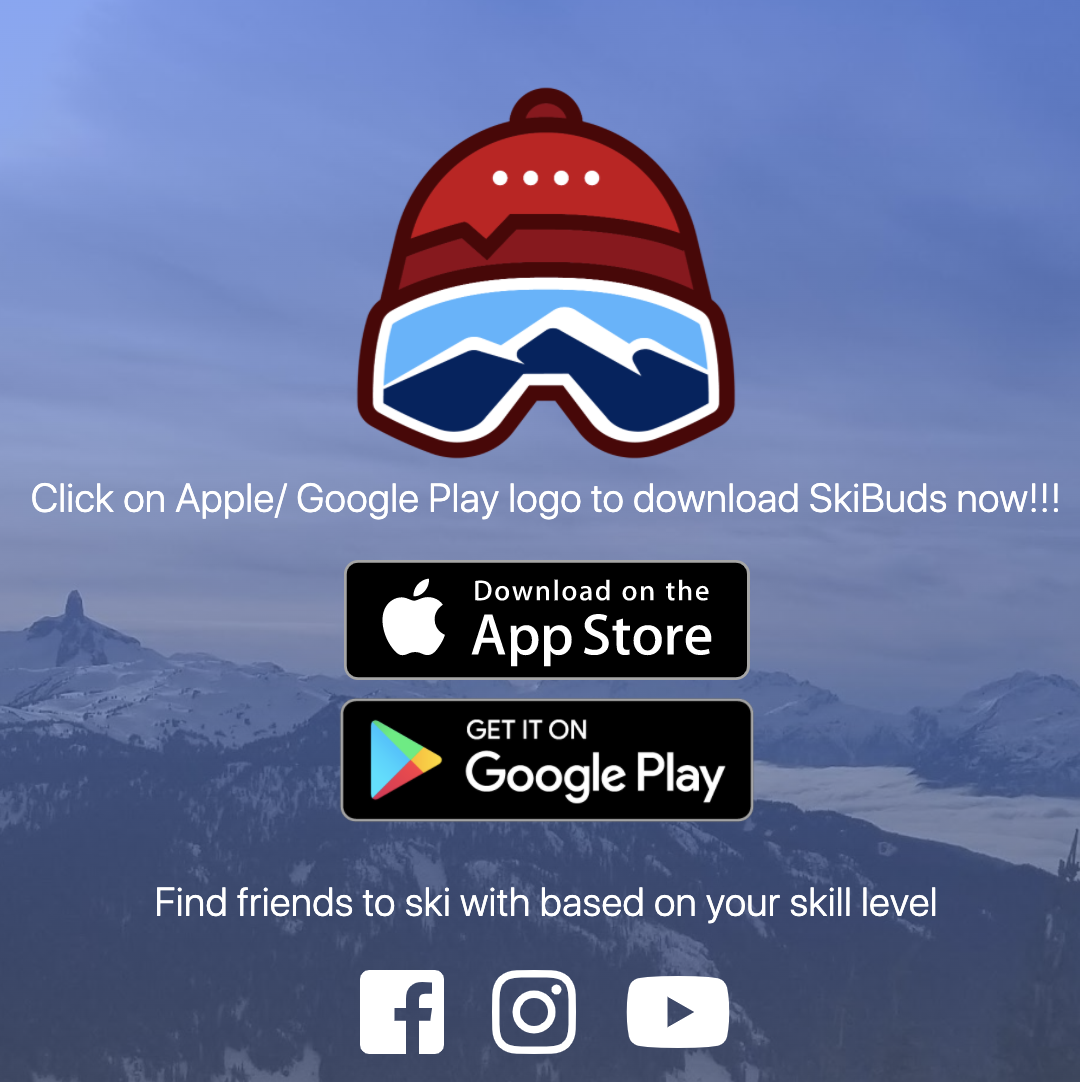 Click on Apple/ Google Play logo to download SkiBuds now!!!
Download on the
App Store
GET IT ON
Google Play
Find friends to ski with based on your skill level